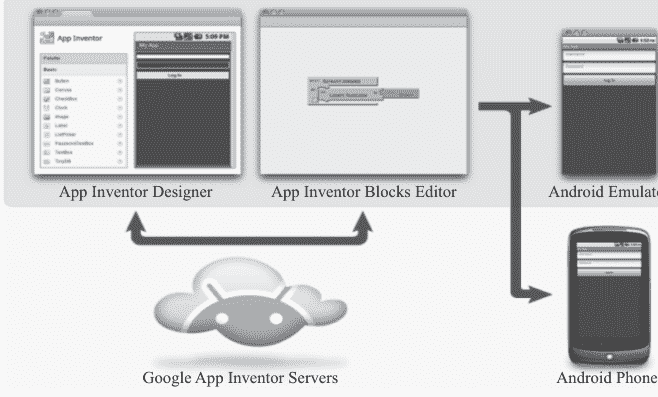 App Inventor
5:09 PM
My App
Palette
Basic
Button
Canvas
CheckBox
Clock
Image
Label
ListPicker
PasswordTextBox
TextBox
TinyDB
Log In
App Inventor Designer
App Inventor Blocks Editor
Android Emulato
Google App Inventor Servers
Android Phone